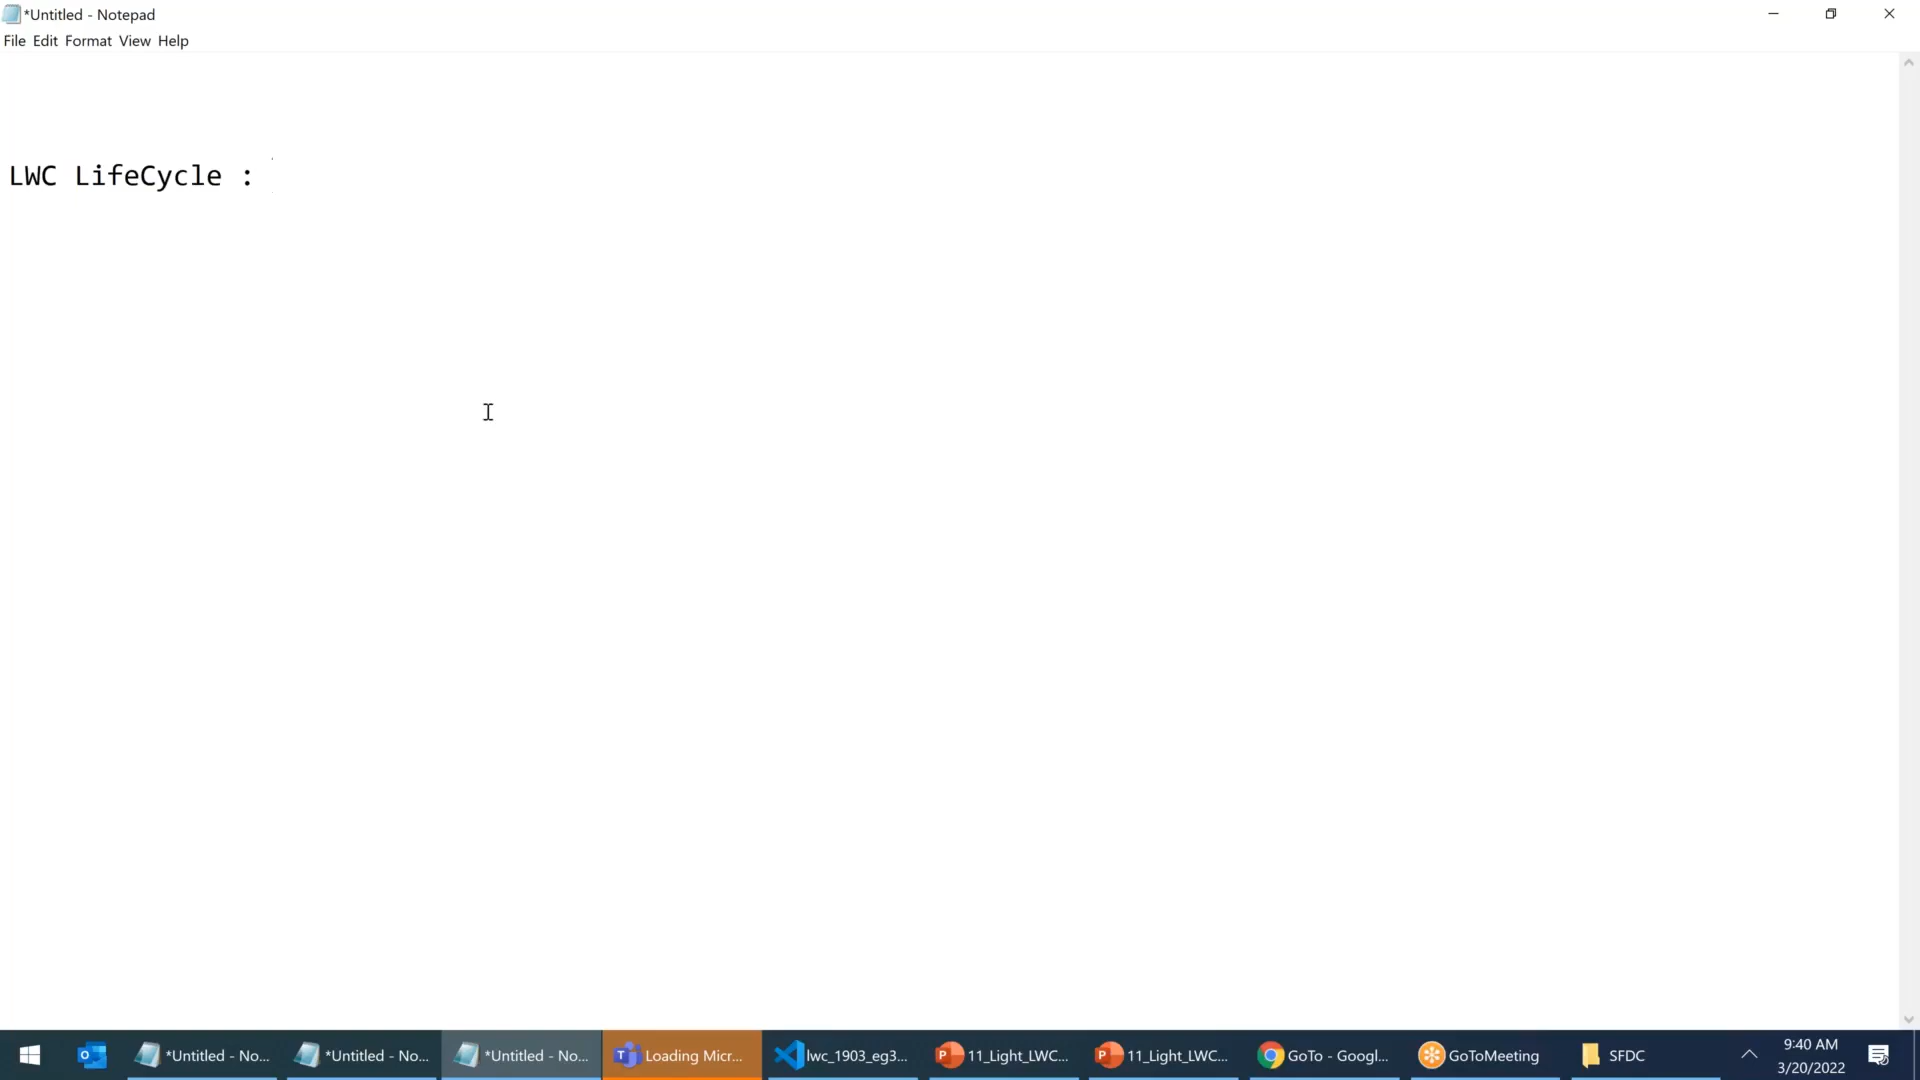 *Untitled - Notepad
File Edit Format View Help
LWC LifeCycle :
*Untitled - No...
*Untitled - No...
*Untitled - No...
Loading Micr...
lwc_1903_eg3...
11_Light_LWC...
11_Light_LWC...
GoTo - Googl...
GoToMeeting
SFDC
9:40 AM
3/20/2022